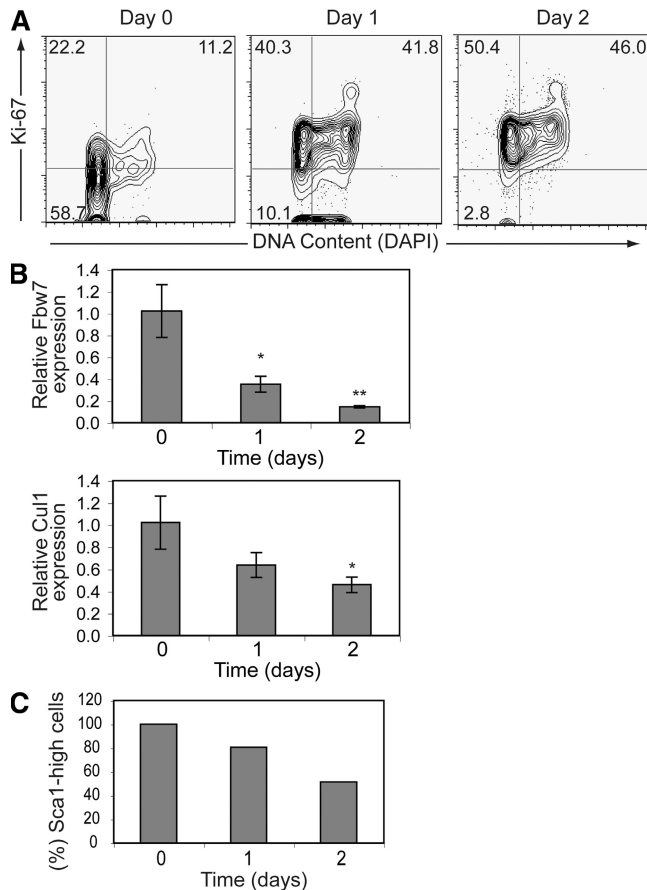 A
Day 0
Day 1
Day 2
Ki-67
22.2
11.2
58.7
40.3
41.8
10.1
50.4
46.0
2.8
DNA Content (DAPI)
B
Relative Fbw7
expression
1.4
1.2
1.0
0.8
0.6
0.4
0.2
0.0
*
**
0
1
2
Time (days)
Relative Cul1
expression
1.4
1.2
1.0
0.8
0.6
0.4
0.2
0.0
*
0
1
2
Time (days)
C
(%) Sca1-high cells
120
100
80
60
40
20
0
0
1
2
Time (days)